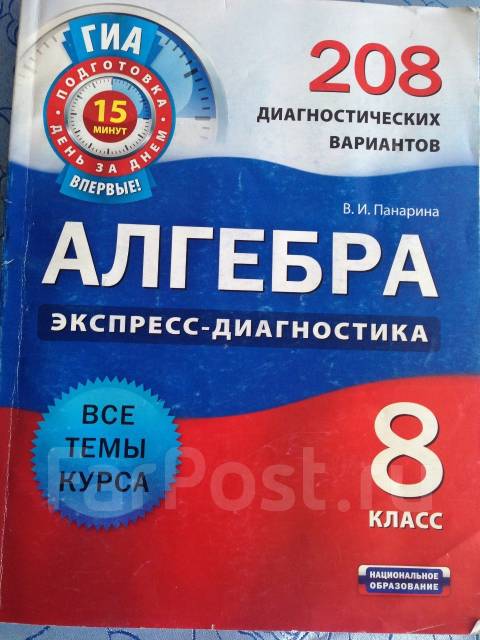 ГИА
ПОДГОТОВКА
15
МИНУТ
ДЕНЬ ЗА ДНЕМ
ВПЕРВЫЕ!
208
ДИАГНОСТИЧЕСКИХ
ВАРИАНТОВ
В. И. Панарина
АЛГЕБРА
ЭКСПРЕСС-ДИАГНОСТИКА
ВСЕ
ТЕМЫ
КУРСА
FarPost.ru
8
КЛАСС
НАЦИОНАЛЬНОЕ
ОБРАЗОВАНИЕ